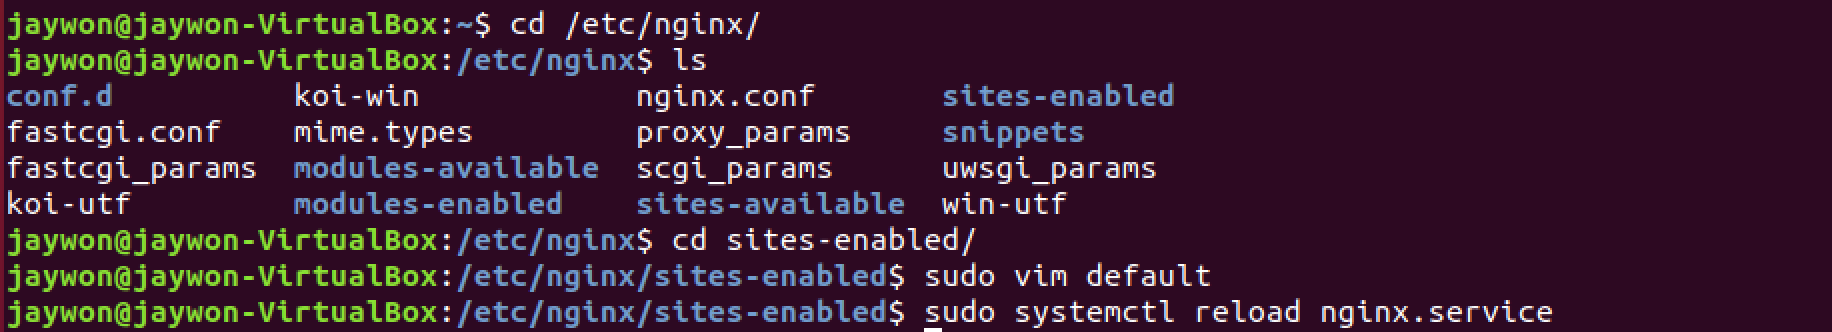 jaywon@jaywon-VirtualBox:~$ cd /etc/nginx/
jaywon@jaywon-VirtualBox:/etc/nginx$ ls
conf.d koi-win nginx.conf sites-enabled
fastcgi.conf mime.types proxy_params snippets
fastcgi_params modules-available scgi_params uwsgi_params
koi-utf modules-enabled sites-available win-utf
jaywon@jaywon-VirtualBox:/etc/nginx$ cd sites-enabled/
jaywon@jaywon-VirtualBox:/etc/nginx/sites-enabled$ sudo vim default
jaywon@jaywon-VirtualBox:/etc/nginx/sites-enabled$ sudo systemctl reload nginx.service